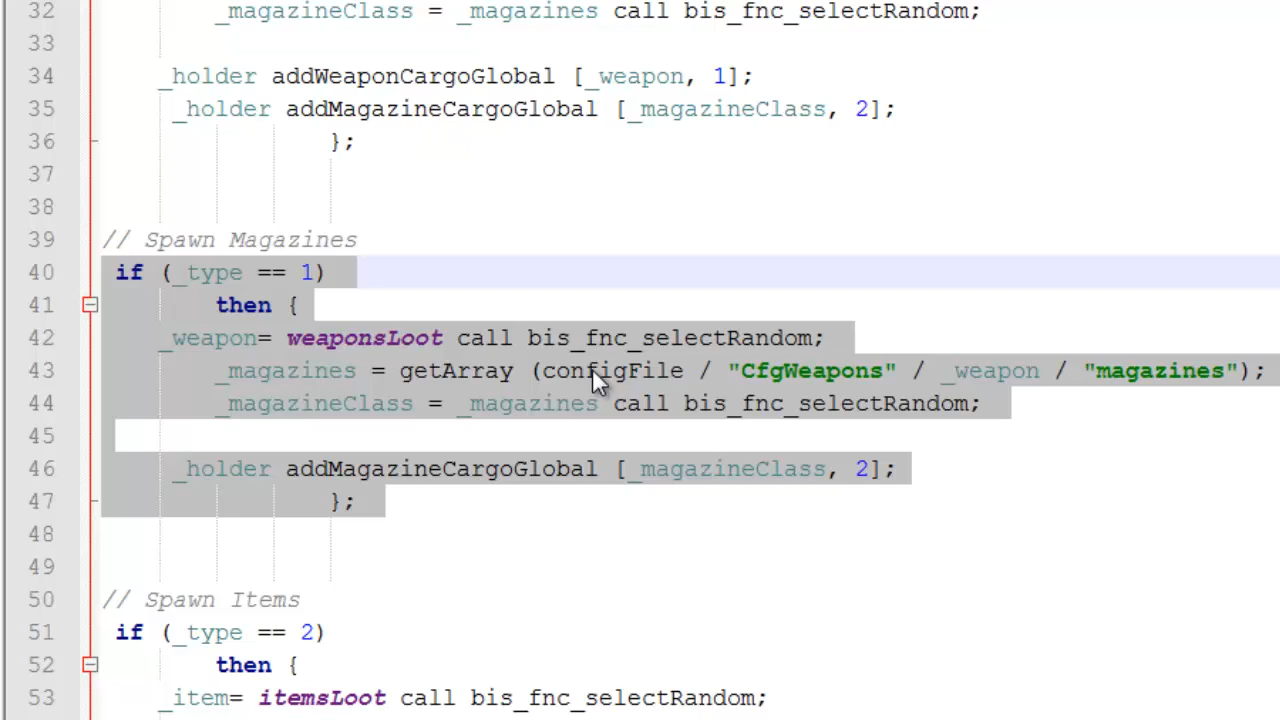 32 _magazineClass = _magazines call bis_fnc_selectRandom;
33
34 _holder addWeaponCargoGlobal [_weapon, 1];
35 _holder addMagazineCargoGlobal [_magazineClass, 2];
36 };
37
38
39 // Spawn Magazines
40 if (_type == 1)
41 then {
42 _weapon= weaponsLoot call bis_fnc_selectRandom;
43 _magazines = getArray (configFile / "CfgWeapons" / _weapon / "magazines");
44 _magazineClass = _magazines call bis_fnc_selectRandom;
45
46 _holder addMagazineCargoGlobal [_magazineClass, 2];
47 };
48
49
50 // Spawn Items
51 if (_type == 2)
52 then {
53 _item= itemsLoot call bis_fnc_selectRandom;